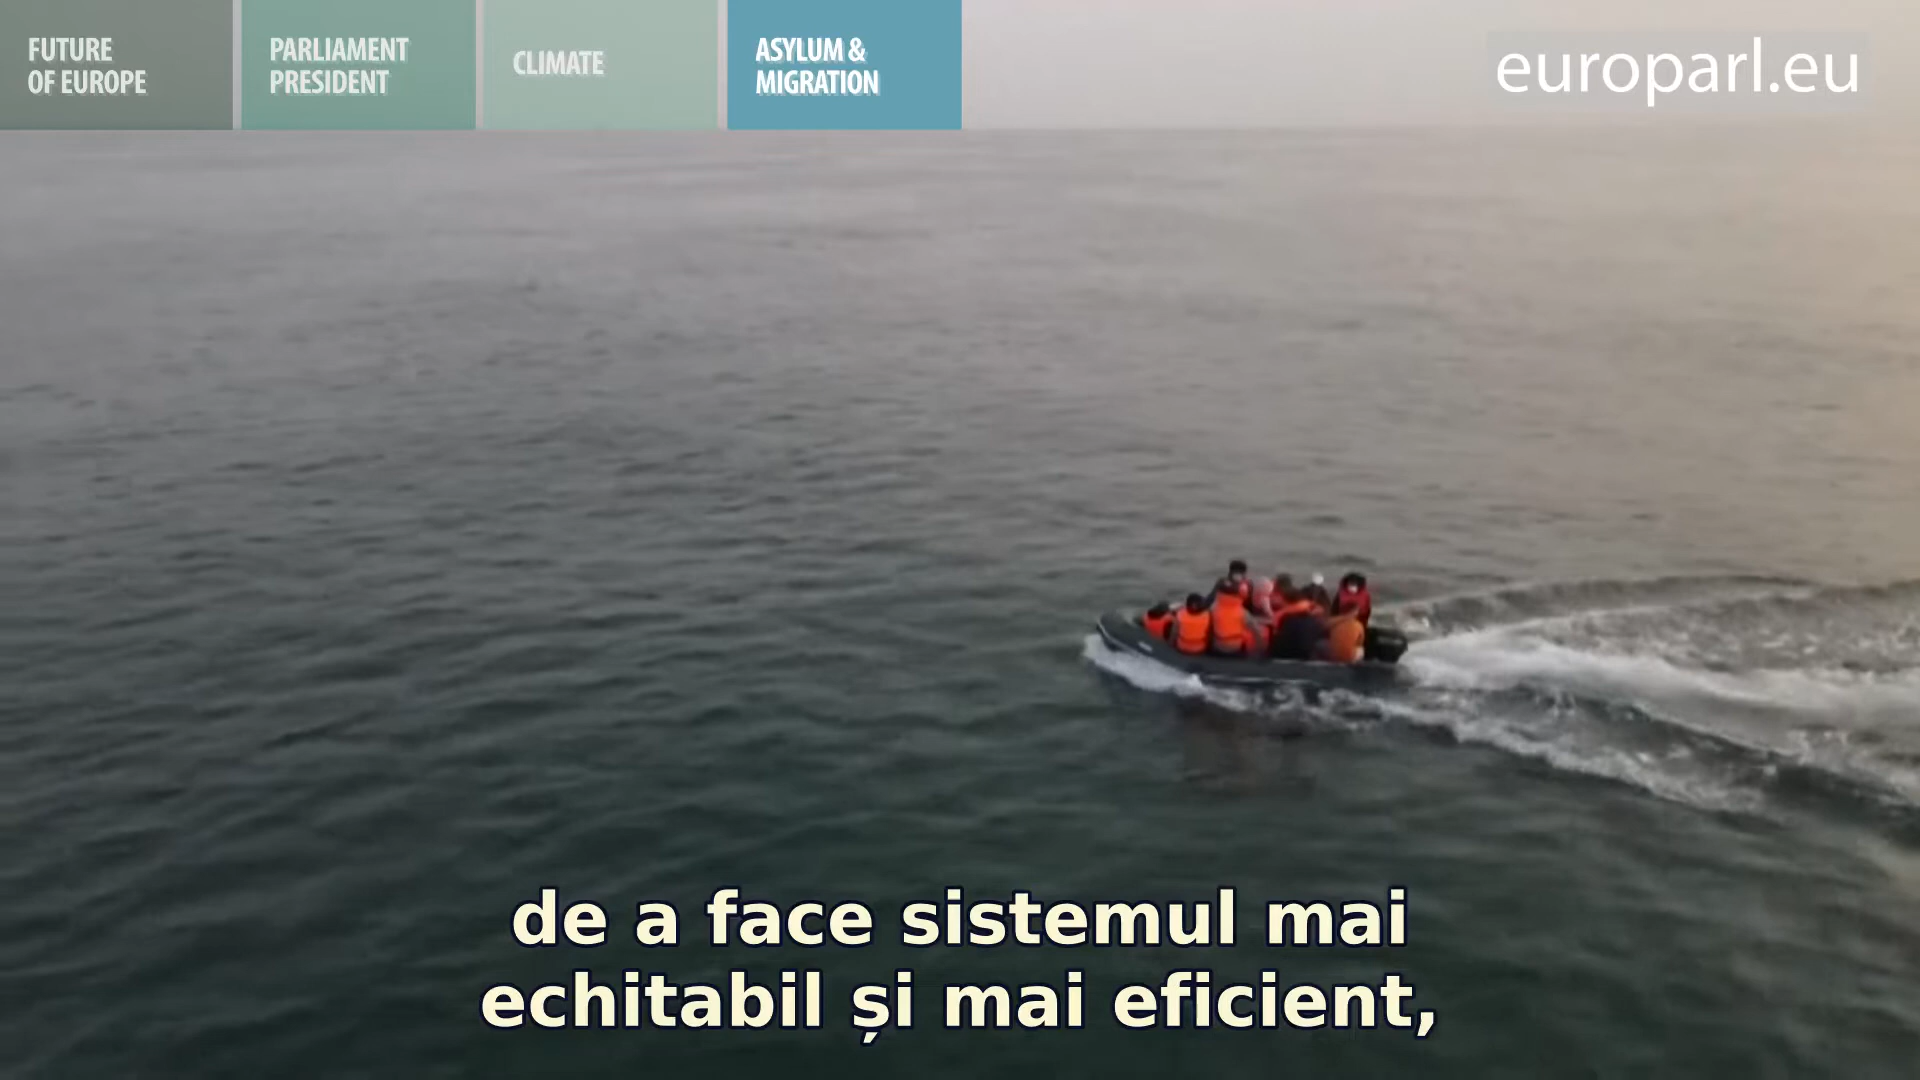 FUTURE
OF EUROPE
PARLIAMENT
PRESIDENT
CLIMATE
ASYLUM &
MIGRATION
europarl.eu
de a face sistemul mai
echitabil și mai eficient,